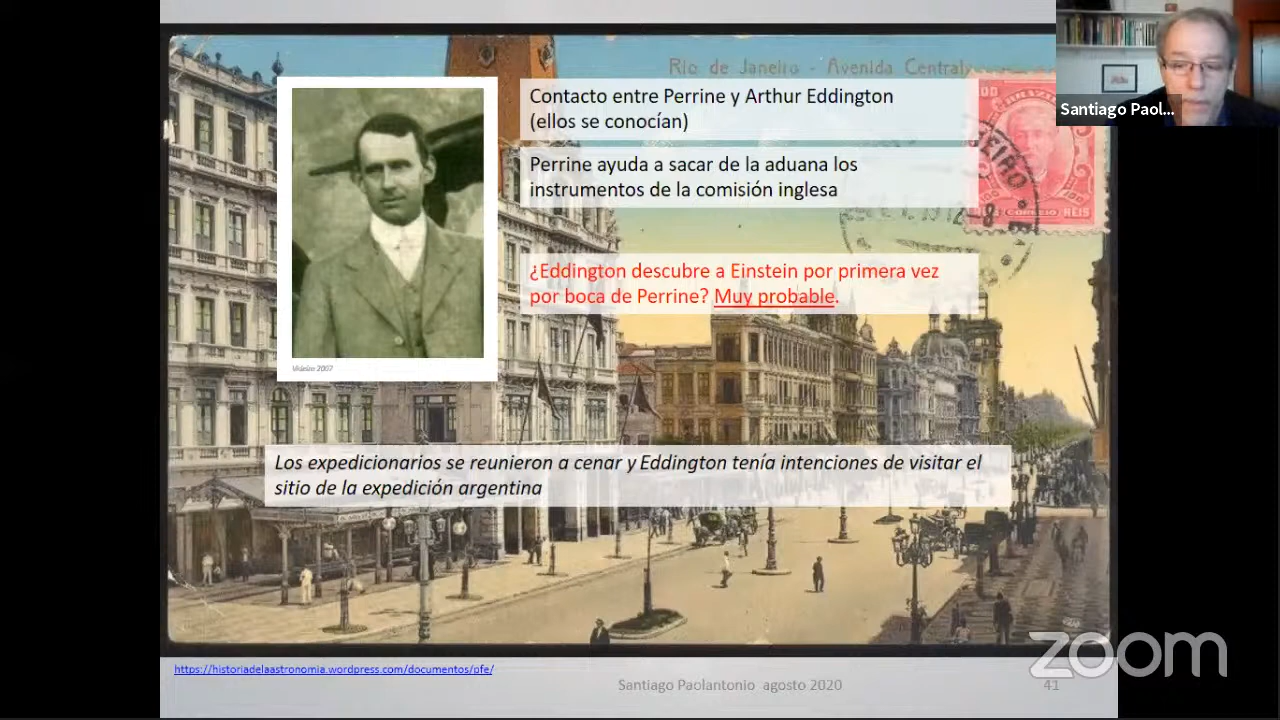 Rio de Janeiro - Avenida Central
Santiago Paol...
Contacto entre Perrine y Arthur Eddington
(ellos se conocían)
Perrine ayuda a sacar de la aduana los
instrumentos de la comisión inglesa
¿Eddington descubre a Einstein por primera vez
por boca de Perrine? Muy probable.
2007
Los expedicionarios se reunieron a cenar y Eddington tenía intenciones de visitar el
sitio de la expedición argentina
CORREIO
REIS
zoom
https://historiadelaastronomia.wordpress.com/documentos/pfe/
Santiago Paolantonio agosto 2020
41